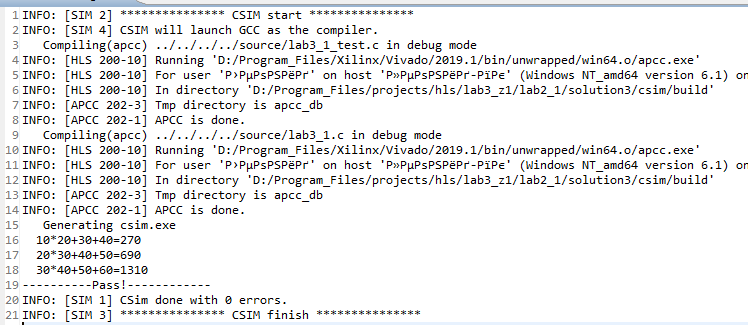 1 INFO: [SIM 2] *************** CSIM start ***************
2 INFO: [SIM 4] CSIM will launch GCC as the compiler.
3    Compiling(apcc) ../../../../source/lab3_1_test.c in debug mode
4 INFO: [HLS 200-10] Running 'D:/Program_Files/Xilinx/Vivado/2019.1/bin/unwrapped/win64.o/apcc.exe'
5 INFO: [HLS 200-10] For user 'Р›РµРѕРЅРёРґ' on host 'Р»РµРѕРЅРёРґ-РїРє' (Windows NT_amd64 version 6.1) on
6 INFO: [HLS 200-10] In directory 'D:/Program_Files/projects/hls/lab3_z1/lab2_1/solution3/csim/build'
7 INFO: [APCC 202-3] Tmp directory is apcc_db
8 INFO: [APCC 202-1] APCC is done.
9    Compiling(apcc) ../../../../source/lab3_1.c in debug mode
10 INFO: [HLS 200-10] Running 'D:/Program_Files/Xilinx/Vivado/2019.1/bin/unwrapped/win64.o/apcc.exe'
11 INFO: [HLS 200-10] For user 'Р›РµРѕРЅРёРґ' on host 'Р»РµРѕРЅРёРґ-РїРє' (Windows NT_amd64 version 6.1) on
12 INFO: [HLS 200-10] In directory 'D:/Program_Files/projects/hls/lab3_z1/lab2_1/solution3/csim/build'
13 INFO: [APCC 202-3] Tmp directory is apcc_db
14 INFO: [APCC 202-1] APCC is done.
15    Generating csim.exe
16   10*20+30+40=270
17   20*30+40+50=690
18   30*40+50+60=1310
19 ----------Pass!------------
20 INFO: [SIM 1] CSim done with 0 errors.
21 INFO: [SIM 3] *************** CSIM finish ***************